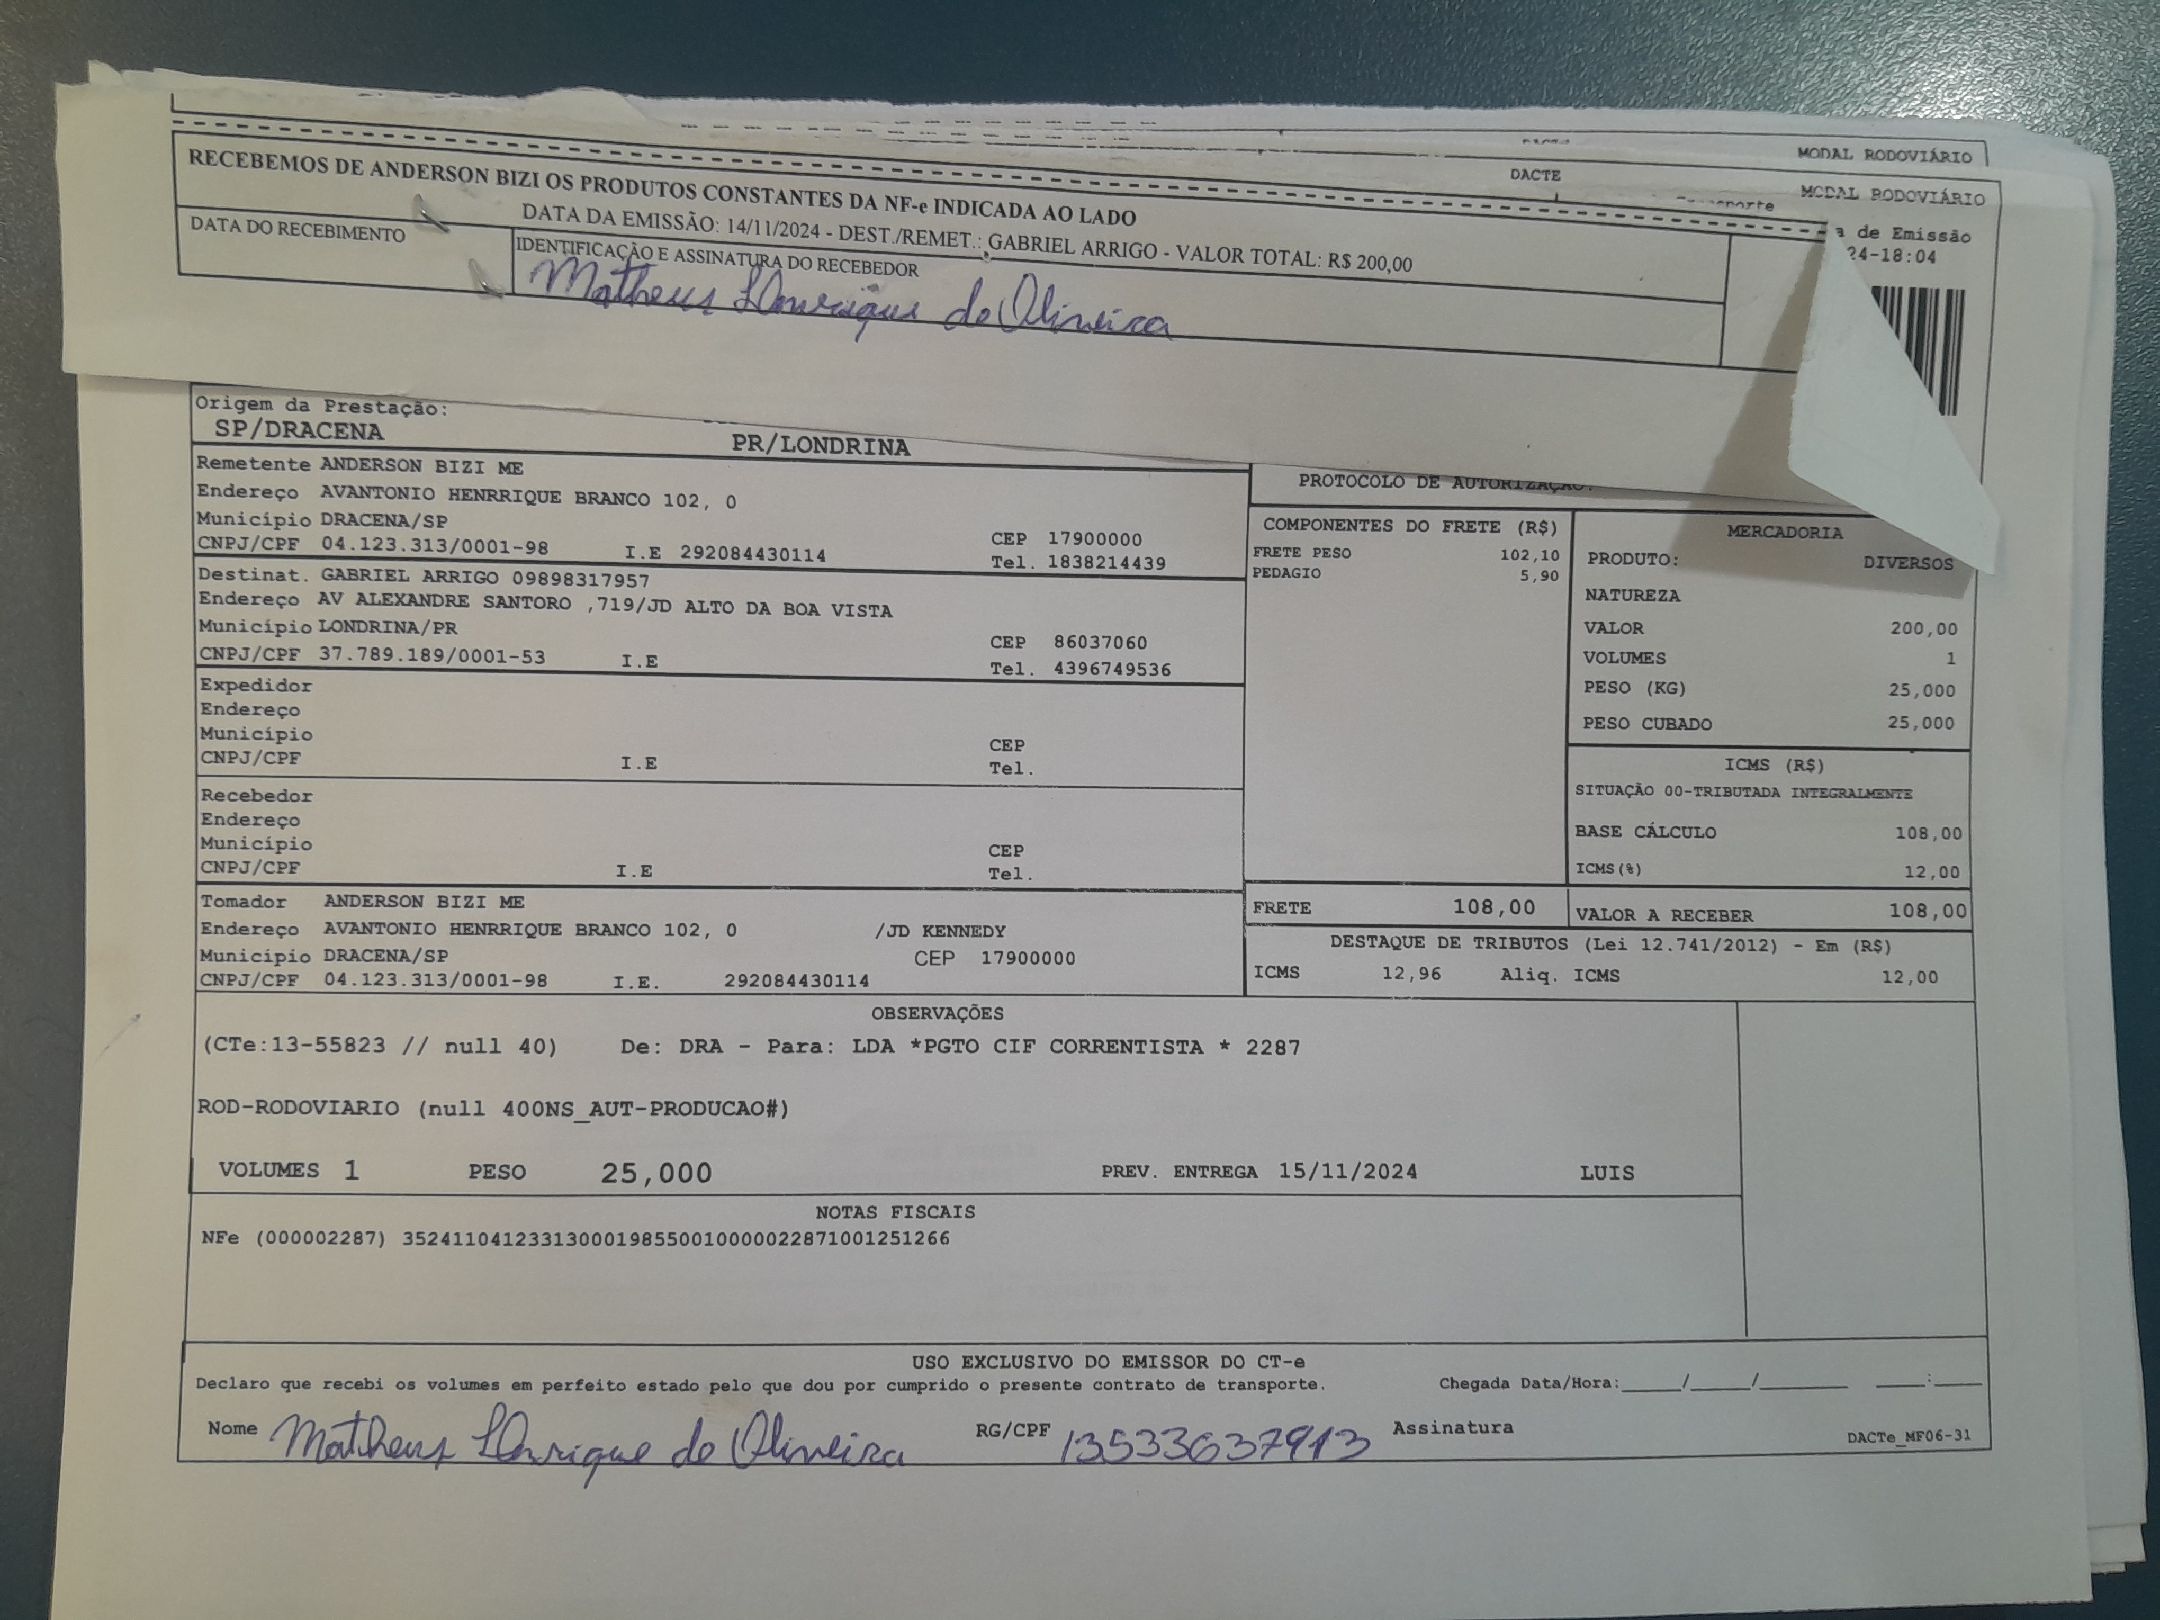 MODAL RODOVIÁRIO
DACTE
MODAL RODOVIÁRIO
RECEBEMOS DE ANDERSON BIZI OS PRODUTOS CONSTANTES DA NF-e INDICADA AO LADO
DATA DA EMISSÃO: 14/11/2024 - DEST./REMET.: GABRIEL ARRIGO - VALOR TOTAL: R$ 200,00
DATA DO RECEBIMENTO
IDENTIFICAÇÃO E ASSINATURA DO RECEBEDOR
Matheus Henrique de Oliveira
de Emissão
24-18:04
Origem da Prestação:
SP/DRACENA PR/LONDRINA
Remetente ANDERSON BIZI ME
Endereço AVANTONIO HENRRIQUE BRANCO 102, 0
Município DRACENA/SP CEP 17900000
CNPJ/CPF 04.123.313/0001-98 I.E 292084430114 Tel. 1838214439
Destinat. GABRIEL ARRIGO 09898317957
Endereço AV ALEXANDRE SANTORO ,719/JD ALTO DA BOA VISTA
Município LONDRINA/PR CEP 86037060
CNPJ/CPF 37.789.189/0001-53 I.E Tel. 4396749536
Expedidor
Endereço
Município CEP
CNPJ/CPF I.E Tel.
Recebedor
Endereço
Município CEP
CNPJ/CPF I.E Tel.
Tomador ANDERSON BIZI ME
Endereço AVANTONIO HENRRIQUE BRANCO 102, 0 /JD KENNEDY
Município DRACENA/SP CEP 17900000
CNPJ/CPF 04.123.313/0001-98 I.E. 292084430114
PROTOCOLO DE AUTORIZAÇÃO:
COMPONENTES DO FRETE (R$)
FRETE PESO 102,10
PEDAGIO 5,90
MERCADORIA
PRODUTO: DIVERSOS
NATUREZA
VALOR 200,00
VOLUMES 1
PESO (KG) 25,000
PESO CUBADO 25,000
ICMS (R$)
SITUAÇÃO 00-TRIBUTADA INTEGRALMENTE
BASE CÁLCULO 108,00
ICMS(%) 12,00
FRETE 108,00 VALOR A RECEBER 108,00
DESTAQUE DE TRIBUTOS (Lei 12.741/2012) - Em (R$)
ICMS 12,96 Aliq. ICMS 12,00
OBSERVAÇÕES
(CTe:13-55823 // null 40) De: DRA - Para: LDA *PGTO CIF CORRENTISTA * 2287
ROD-RODOVIARIO (null 400NS_AUT-PRODUCAO#)
VOLUMES 1 PESO 25,000 PREV. ENTREGA 15/11/2024 LUIS
NOTAS FISCAIS
NFe (000002287) 35241104123313000198550010000022871001251266
USO EXCLUSIVO DO EMISSOR DO CT-e
Declaro que recebi os volumes em perfeito estado pelo que dou por cumprido o presente contrato de transporte. Chegada Data/Hora:____/____/______ ___:___
Nome Matheus Henrique de Oliveira RG/CPF 13533637913 Assinatura
DACTe_MF06-31